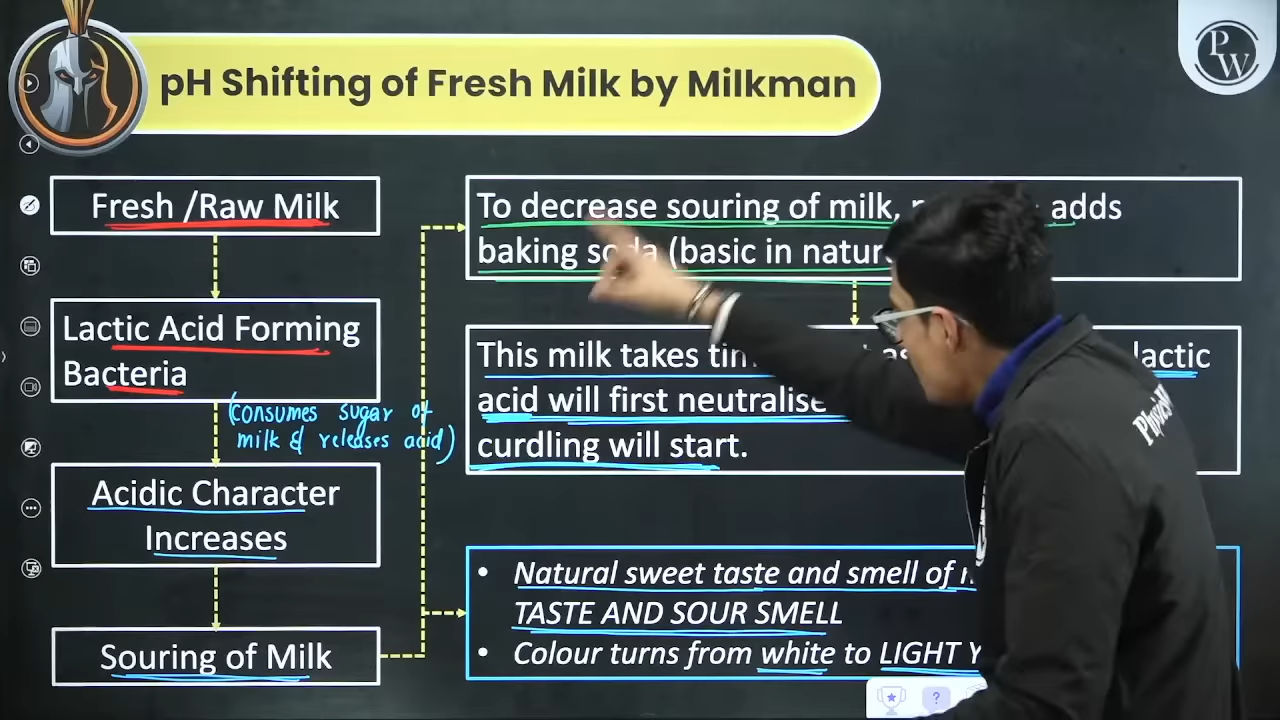 pH Shifting of Fresh Milk by Milkman
PW
Fresh /Raw Milk
Lactic Acid Forming
Bacteria
(consumes sugar of
milk & releases acid)
Acidic Character
Increases
Souring of Milk
To decrease souring of milk, adds
baking soda (basic in
This milk takes lactic
acid will first neutralise
curdling will start.
• Natural sweet taste and smell of
TASTE AND SOUR SMELL
• Colour turns from white to LIGHT